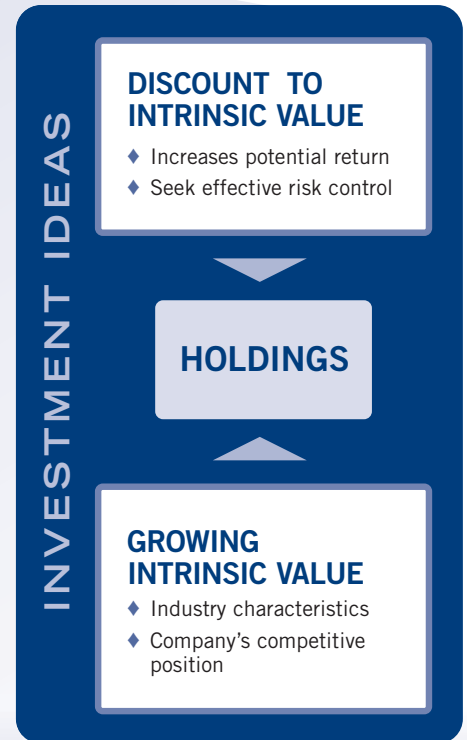 INVESTMENT IDEAS
DISCOUNT TO
INTRINSIC VALUE
♦ Increases potential return
♦ Seek effective risk control
HOLDINGS
GROWING
INTRINSIC VALUE
♦ Industry characteristics
♦ Company's competitive
position